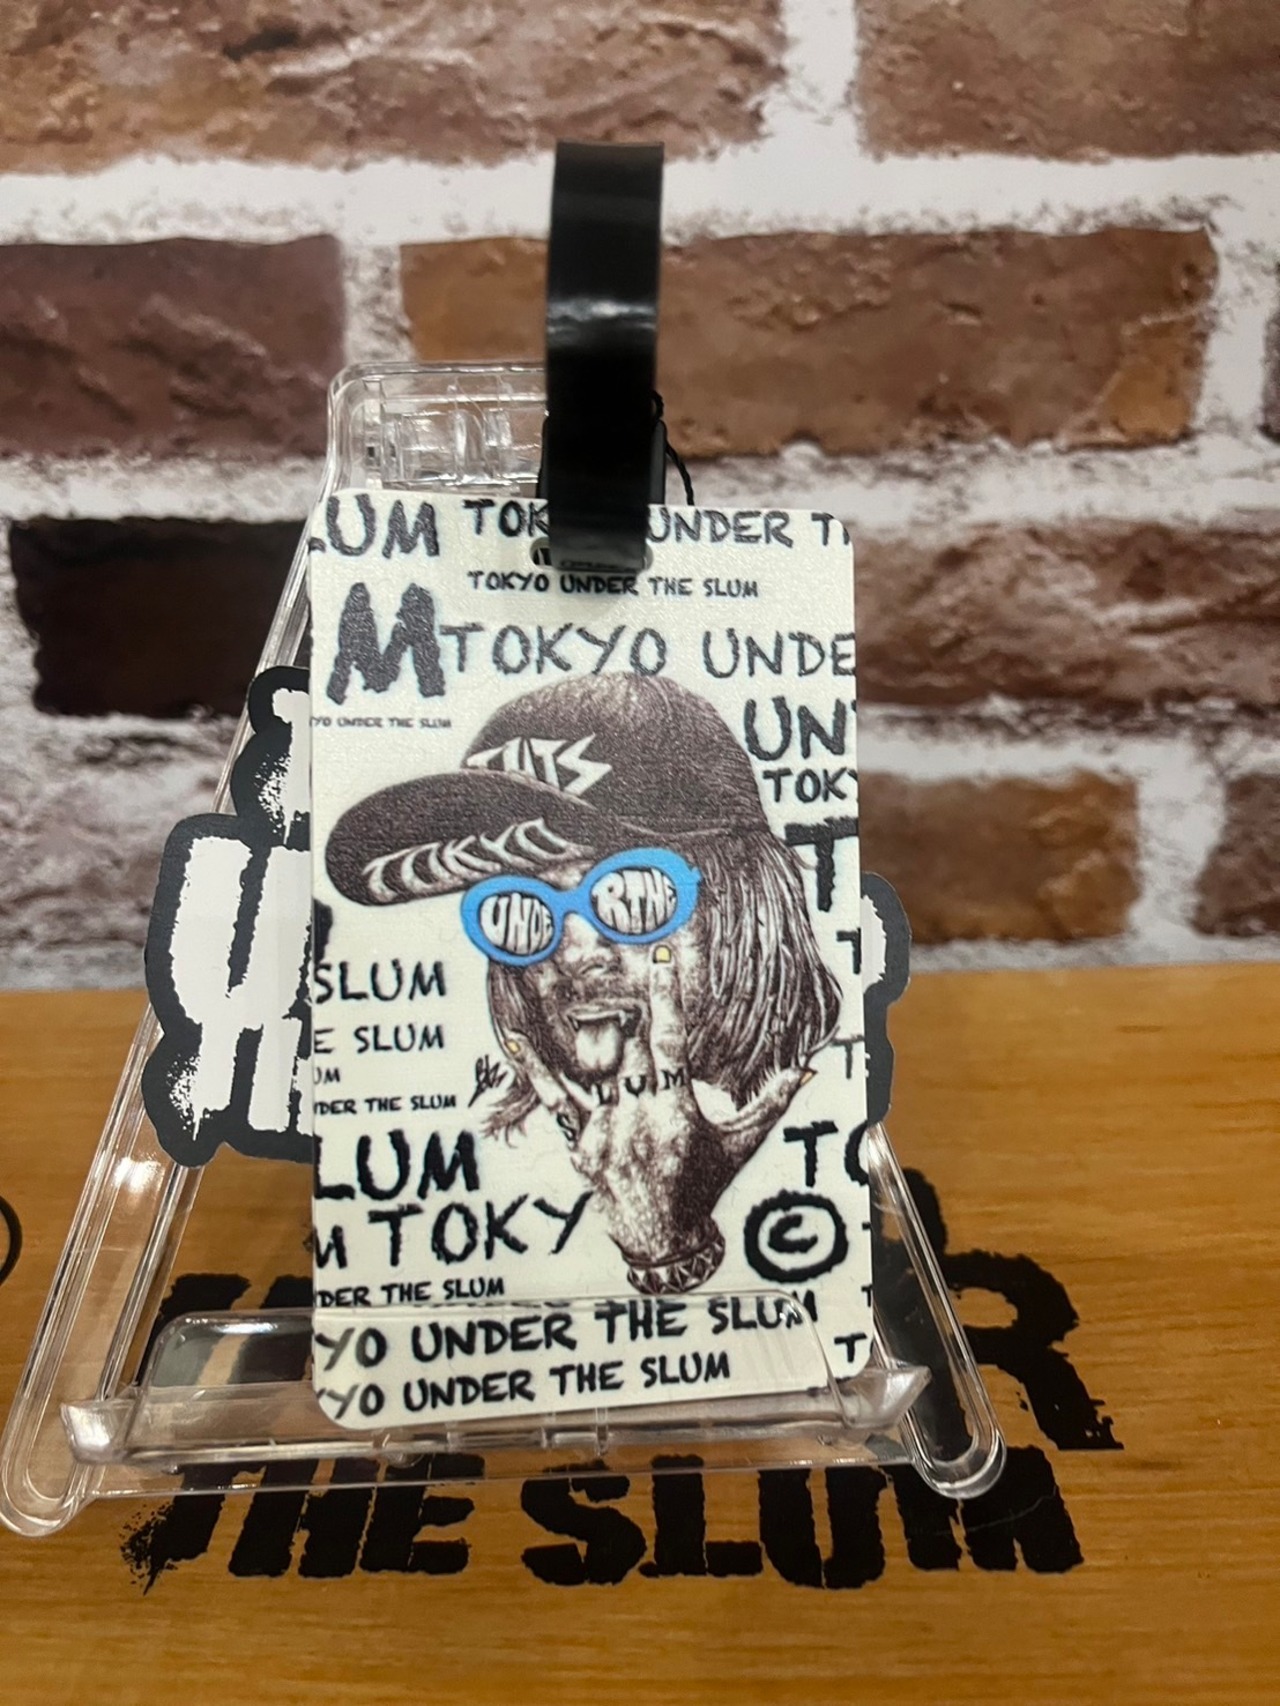 LUM TOK UNDER T
TOKYO UNDER THE SLUM
M TOKYO UNDE
YO UNDER THE SLUM
UN
TUTS
TOKY
TOKYO
T
UNDE RTHE
SLUM
T
E SLUM
T
UM
SLUM
DER THE SLUM
LUM
TO
M TOKY
©
DER THE SLUM
YO UNDER THE SLUM
T
YO UNDER THE SLUM
THE SLUM